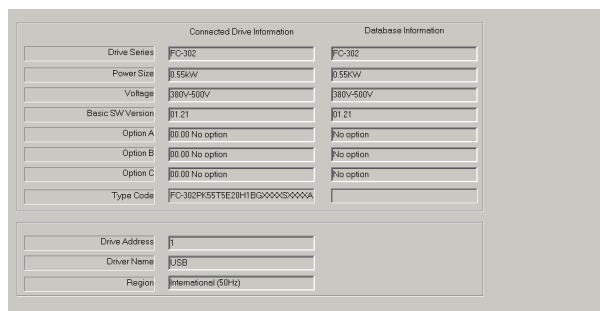 Connected Drive Information Database Information
Drive Series FC-302 FC-302
Power Size 0.55kW 0.55KW
Voltage 380V-500V 380V-500V
Basic SW Version 01.21 01.21
Option A 00.00 No option No option
Option B 00.00 No option No option
Option C 00.00 No option No option
Type Code FC-302PK55T5E20H1BGXXXXSXXXXA
Drive Address 1
Driver Name USB
Region International (50Hz)